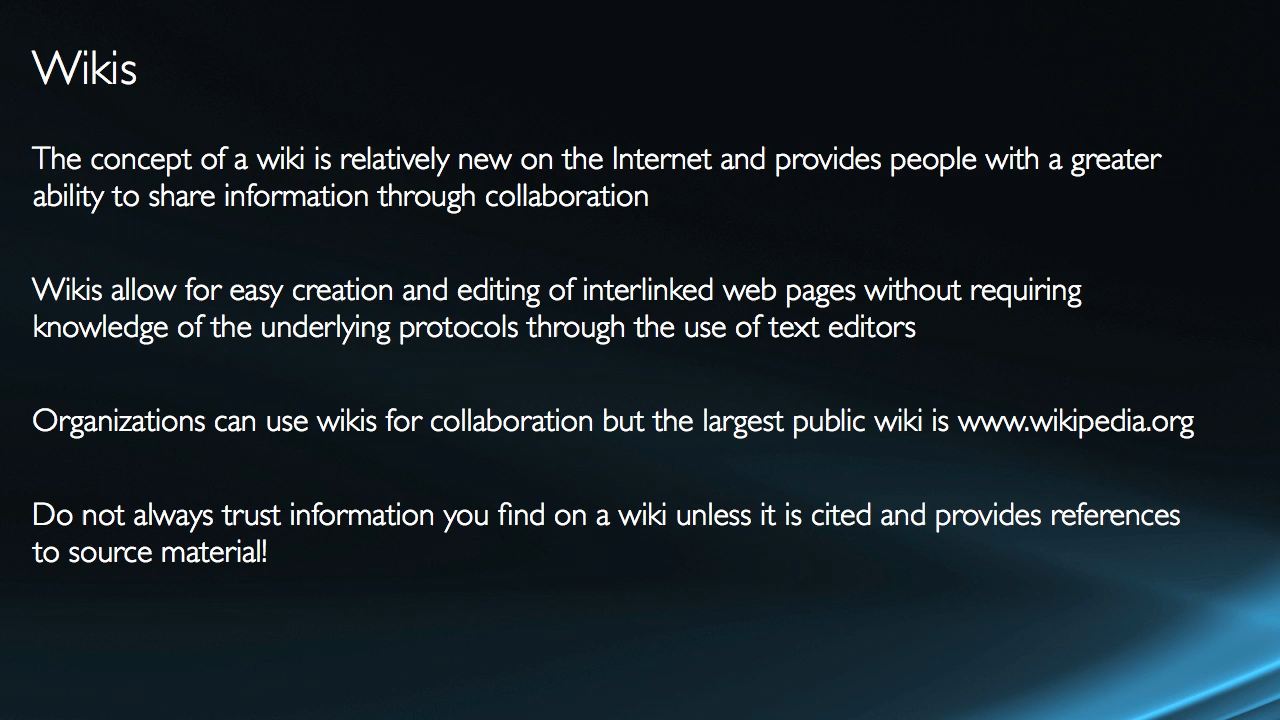 Wikis
The concept of a wiki is relatively new on the Internet and provides people with a greater
ability to share information through collaboration
Wikis allow for easy creation and editing of interlinked web pages without requiring
knowledge of the underlying protocols through the use of text editors
Organizations can use wikis for collaboration but the largest public wiki is www.wikipedia.org
Do not always trust information you find on a wiki unless it is cited and provides references
to source material!